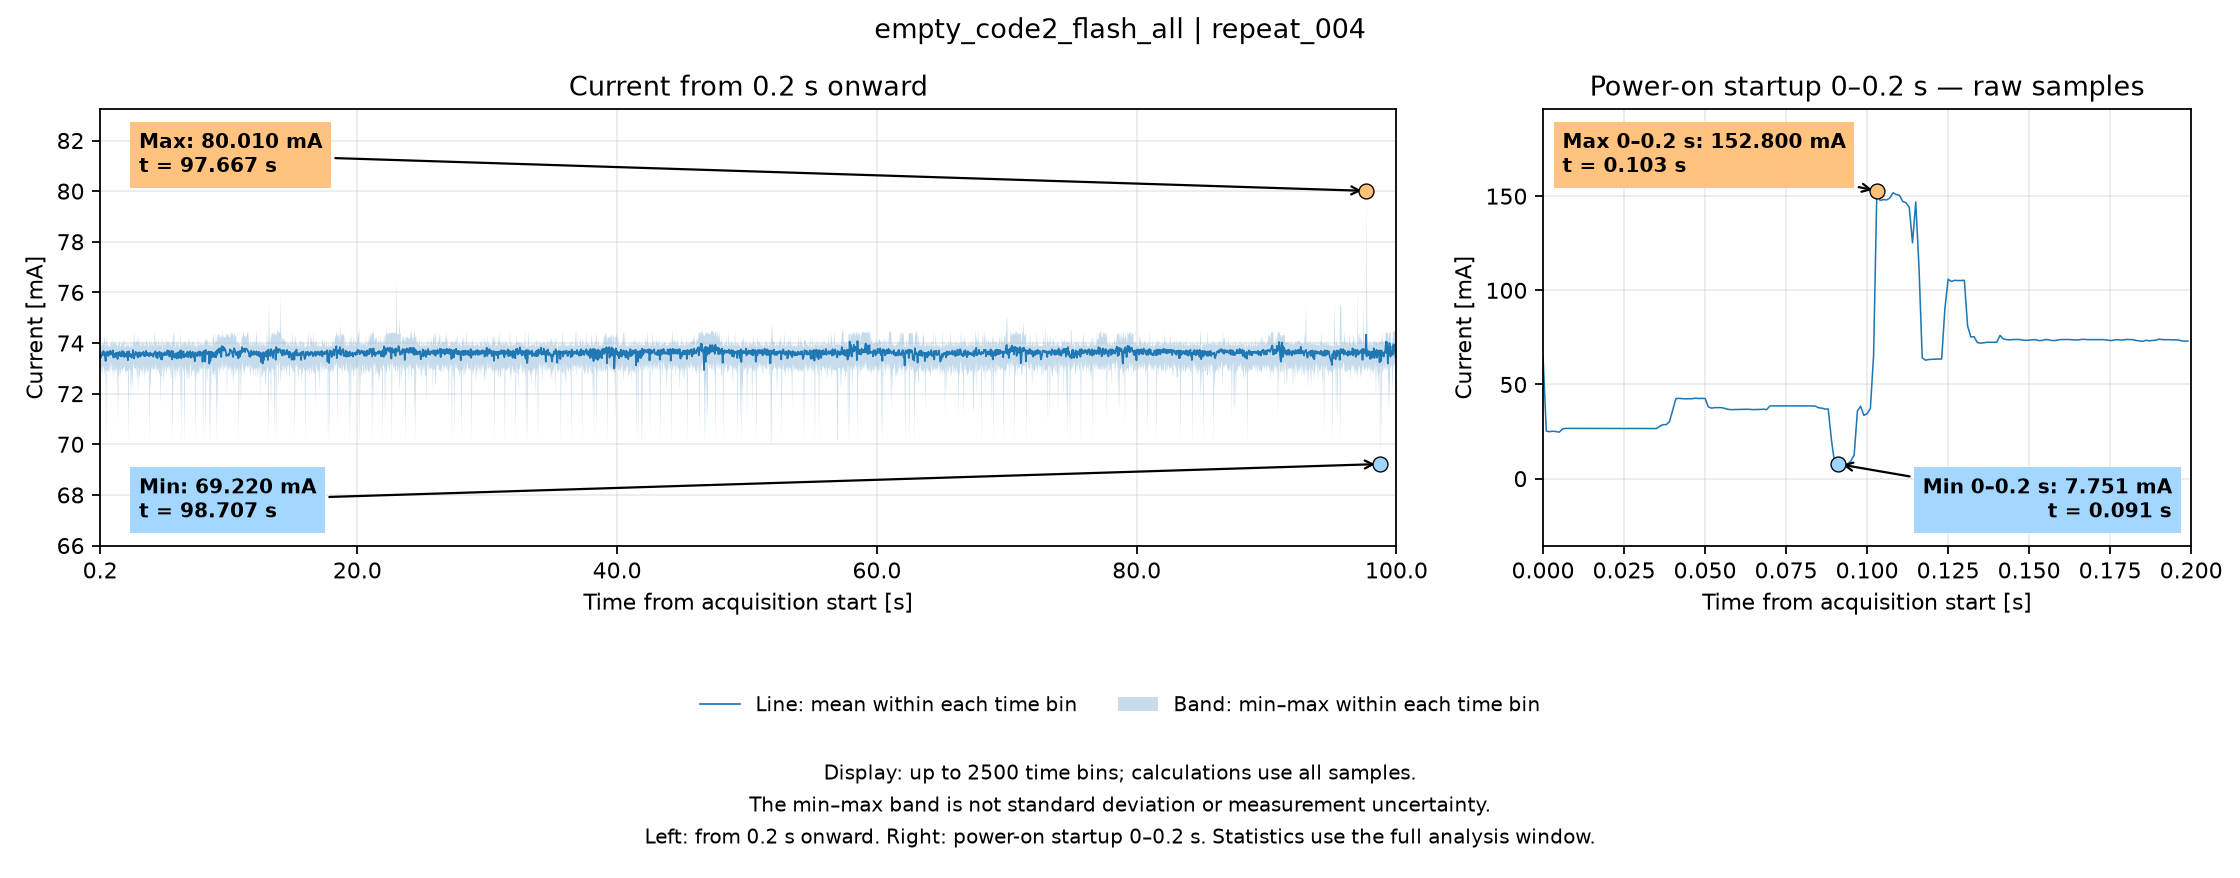 empty_code2_flash_all | repeat_004
Current from 0.2 s onward
Max: 80.010 mA
t = 97.667 s
Min: 69.220 mA
t = 98.707 s
82
80
78
76
74
72
70
68
66
Current [mA]
0.2
20.0
40.0
60.0
80.0
100.0
Time from acquisition start [s]
Power-on startup 0–0.2 s — raw samples
Max 0–0.2 s: 152.800 mA
t = 0.103 s
Min 0–0.2 s: 7.751 mA
t = 0.091 s
150
100
50
0
Current [mA]
0.000
0.025
0.050
0.075
0.100
0.125
0.150
0.175
0.200
Time from acquisition start [s]
Line: mean within each time bin
Band: min–max within each time bin
Display: up to 2500 time bins; calculations use all samples.
The min–max band is not standard deviation or measurement uncertainty.
Left: from 0.2 s onward. Right: power-on startup 0–0.2 s. Statistics use the full analysis window.